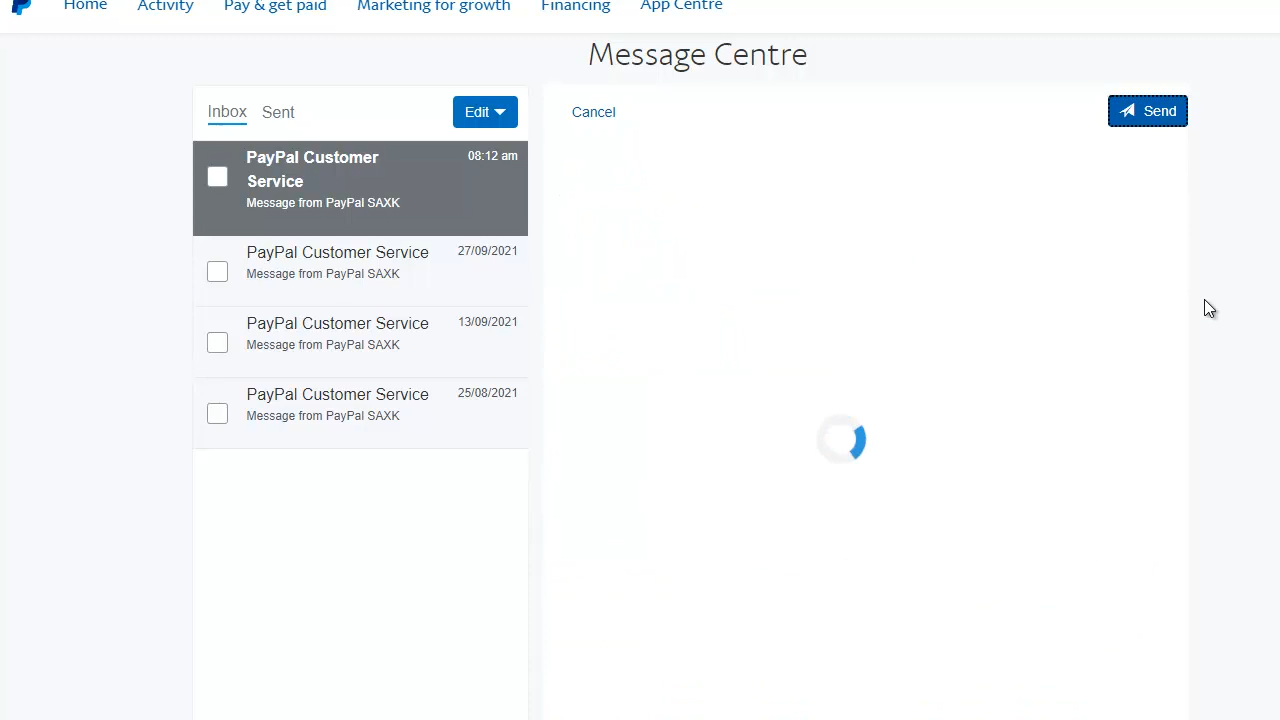 Home Activity Pay & get paid Marketing for growth Financing App Centre
Message Centre
Inbox Sent Edit
Cancel Send
PayPal Customer Service 08:12 am
Message from PayPal SAXK
PayPal Customer Service 27/09/2021
Message from PayPal SAXK
PayPal Customer Service 13/09/2021
Message from PayPal SAXK
PayPal Customer Service 25/08/2021
Message from PayPal SAXK